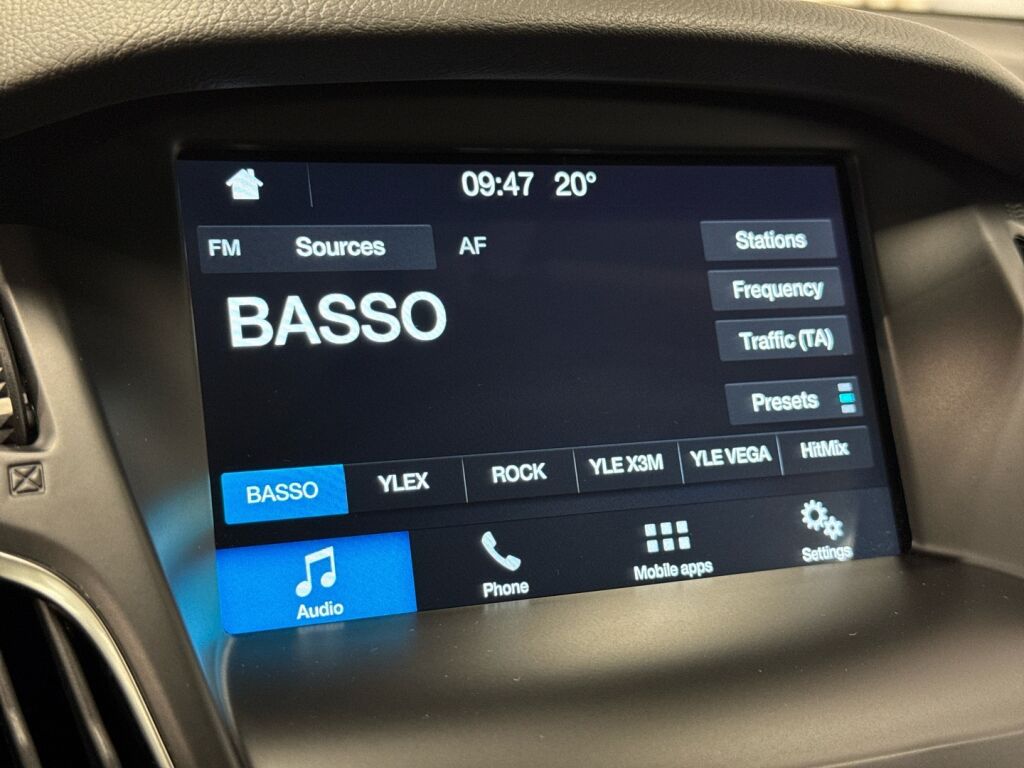 09:47 20°
FM Sources AF
Stations
Frequency
BASSO
Traffic (TA)
Presets
BASSO YLEX ROCK YLE X3M YLE VEGA HitMix
Audio Phone Mobile apps Settings